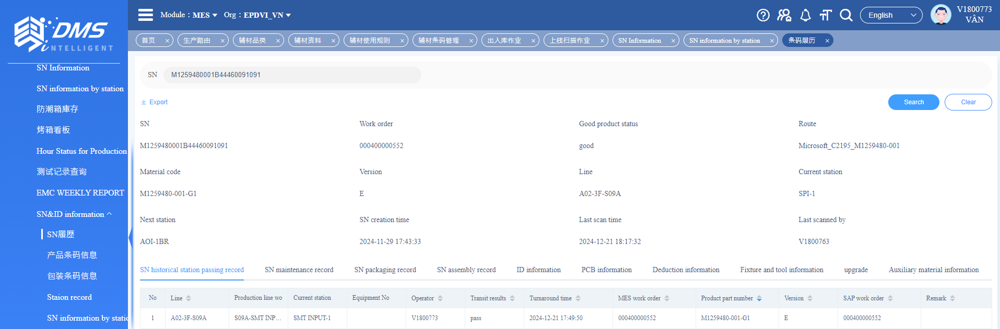 DMS
iNTELLIGENT
Module : MES
Org : EPDVI_VN
English
V1800773
VÂN
首页 ×
生产路由 ×
辅材品类 ×
辅材资料 ×
辅材使用规则 ×
辅材条码管理 ×
出入库作业 ×
上线扫描作业 ×
SN Information ×
SN information by station ×
条码履历 ×
SN Information
SN information by station
防潮箱庫存
烤箱看板
Hour Status for Production
测试记录查询
EMC WEEKLY REPORT
SN&ID information
SN履歷
产品条码信息
包装条码信息
Staion record
SN information by static
SN M1259480001B44460091091
Export
Search
Clear
SN Work order Good product status Route
M1259480001B44460091091 000400000552 good Microsoft_C2195_M1259480-001
Material code Version Line Current station
M1259480-001-G1 E A02-3F-S09A SPI-1
Next station SN creation time Last scan time Last scanned by
AOI-1BR 2024-11-29 17:43:33 2024-12-21 18:17:32 V1800763
SN historical station passing record SN maintenance record SN packaging record SN assembly record ID information PCB information Deduction information Fixture and tool information upgrade Auxiliary material information
No Line Production line wo Current station Equipment No Operator Transit results Turnaround time MES work order Product part number Version SAP work order Remark
1 A02-3F-S09A S09A-SMT INP... SMT INPUT-1 V1800773 pass 2024-12-21 17:49:50 000400000552 M1259480-001-G1 E 000400000552